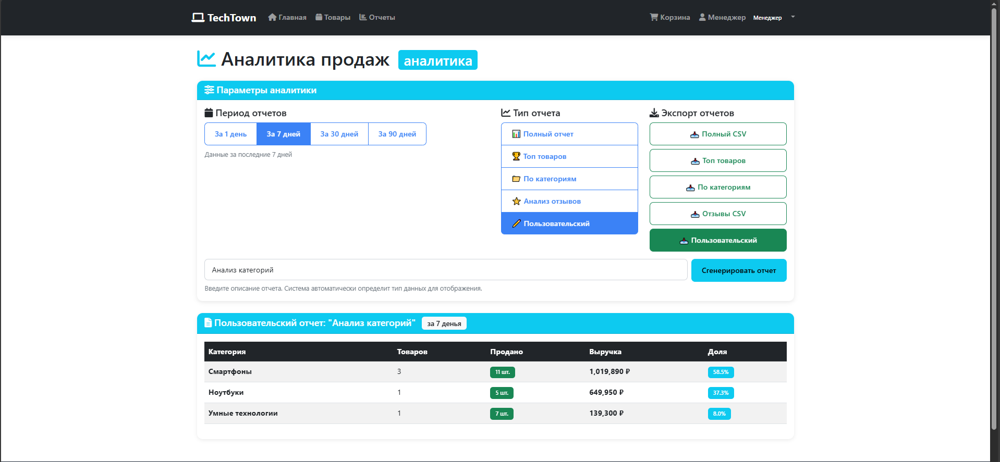 TechTown Главная Товары Отчеты Корзина Менеджер Менеджер
Аналитика продаж аналитика
Параметры аналитики
Период отчетов
За 1 день За 7 дней За 30 дней За 90 дней
Данные за последние 7 дней
Тип отчета
Полный отчет
Топ товаров
По категориям
Анализ отзывов
Пользовательский
Экспорт отчетов
Полный CSV
Топ товаров
По категориям
Отзывы CSV
Пользовательский
Анализ категорий Сгенерировать отчет
Введите описание отчета. Система автоматически определит тип данных для отображения.
Пользовательский отчет: "Анализ категорий" за 7 денья
Категория Товаров Продано Выручка Доля
Смартфоны 3 11 шт. 1,019,890 ₽ 58.5%
Ноутбуки 1 5 шт. 649,950 ₽ 37.3%
Умные технологии 1 7 шт. 139,300 ₽ 8.0%